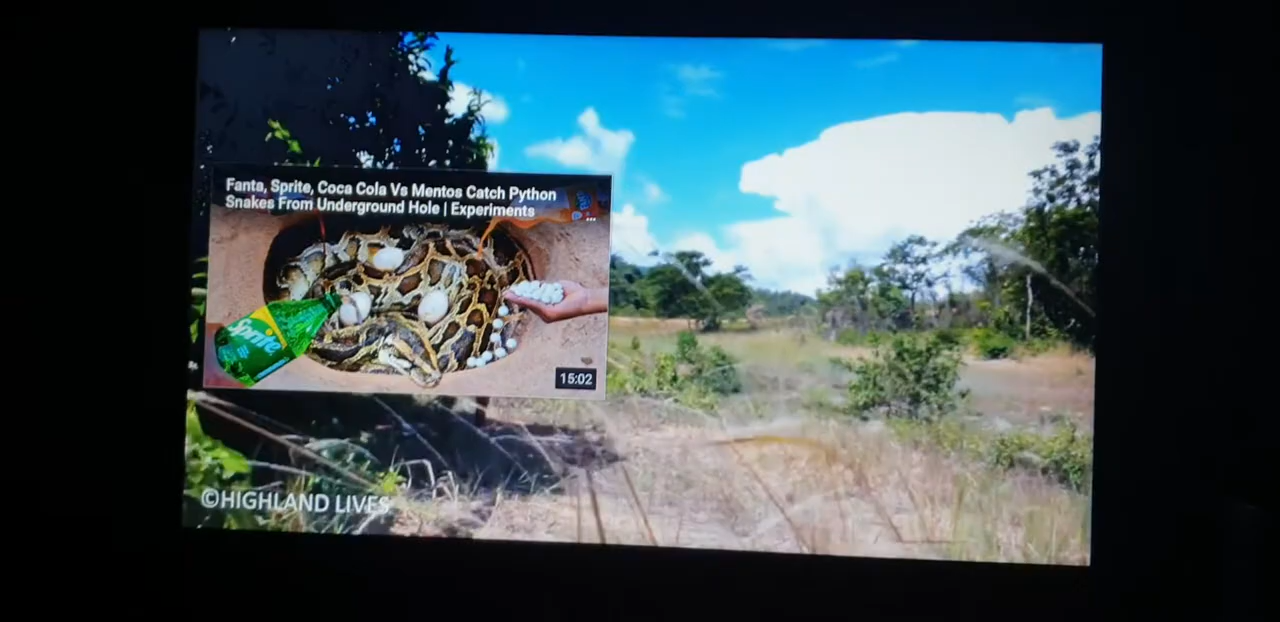 Fanta, Sprite, Coca Cola Vs Mentos Catch Python
Snakes From Underground Hole | Experiments
...
Sprite
15:02
©HIGHLAND LIVES